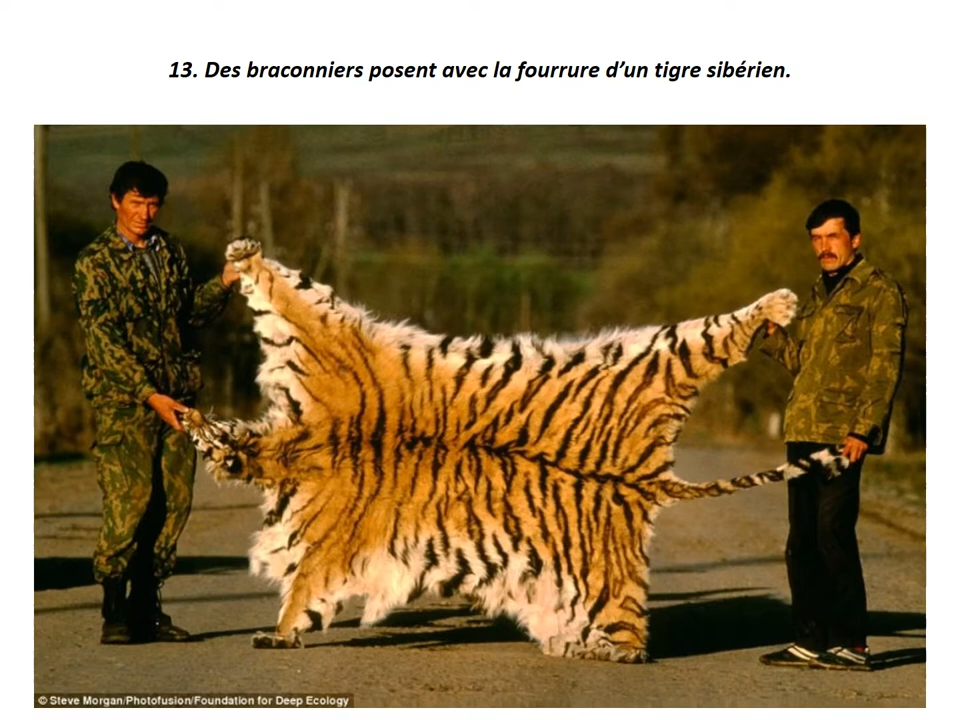 13. Des braconniers posent avec la fourrure d’un tigre sibérien.
© Steve Morgan/Photofusion/Foundation for Deep Ecology